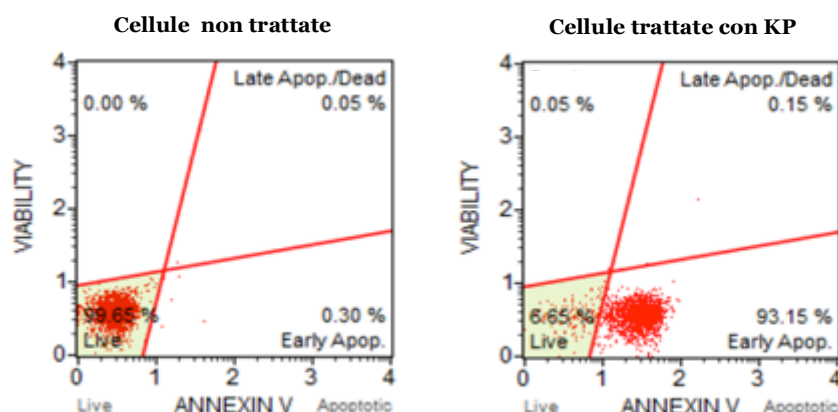 Cellule non trattate
4
Late Apop./Dead
0.00 %
0.05 %
3
VIABILITY
2
1
99.65 %
0.30 %
Live
Early Apop.
0
0
1
2
3
4
Live
ANNEXIN V
Apoptotic
Cellule trattate con KP
4
Late Apop./Dead
0.05 %
0.15 %
3
VIABILITY
2
1
6.65 %
93.15 %
Live
Early Apop.
0
0
1
2
3
4
Live
ANNEXIN V
Apoptotic